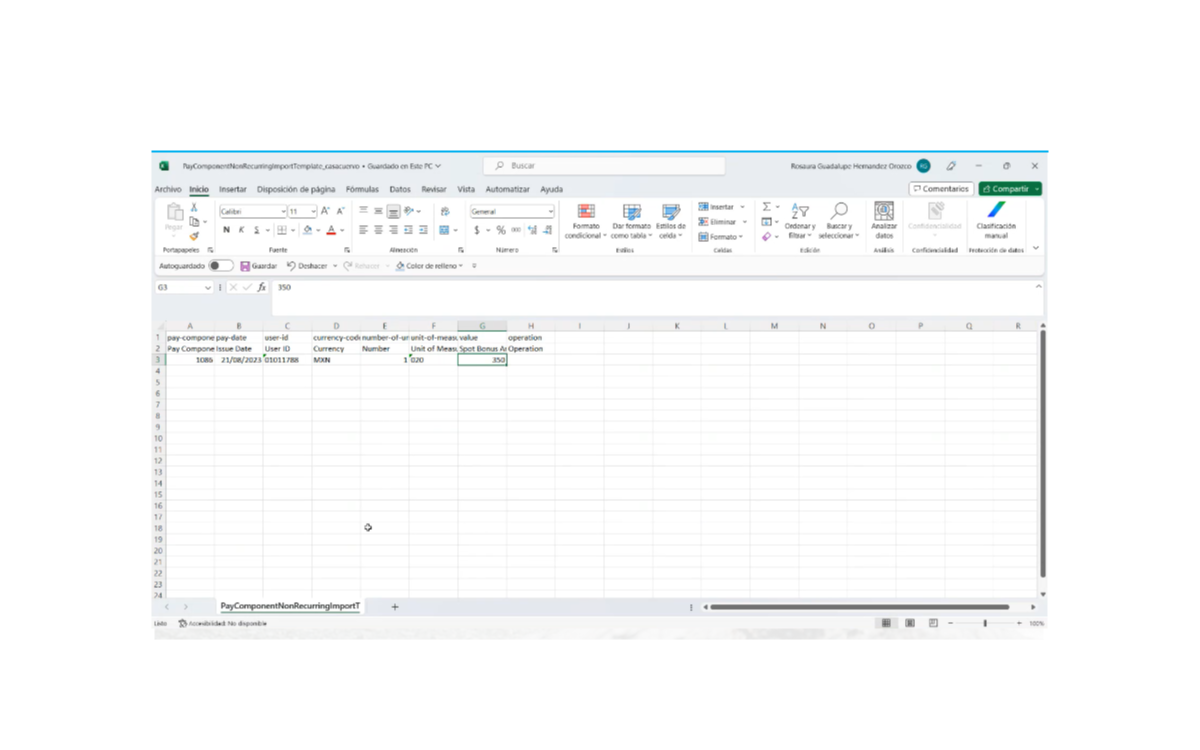 PayComponentNonRecurringImportTemplate_casacuervo • Guardado en Este PC
Buscar
Rosaura Guadalupe Hernandez Orozco
Archivo Inicio Insertar Disposición de página Fórmulas Datos Revisar Vista Automatizar Ayuda
Comentarios Compartir
Pegar
Calibri 11
N K S
General
$ % 000
Formato condicional
Dar formato como tabla
Estilos de celda
Insertar
Eliminar
Formato
Ordenar y filtrar
Buscar y seleccionar
Analizar datos
Confidencialidad
Clasificación manual
Portapapeles Fuente Alineación Número Estilos Celdas Edición Análisis Confidencialidad Protección de datos
Autoguardado Guardar Deshacer Rehacer Color de relleno
G3 fx 350
A B C D E F G H I J K L M N O P Q R
1 pay-compone pay-date user-id currency-code number-of-un unit-of-measu value operation
2 Pay Compone Issue Date User ID Currency Number Unit of Measu Spot Bonus Ar Operation
3 1086 21/08/2023 01011788 MXN 1 020 350
4
5
6
7
8
9
10
11
12
13
14
15
16
17
18
19
20
21
22
23
24
PayComponentNonRecurringImportT +
Listo Accesibilidad: No disponible 100%